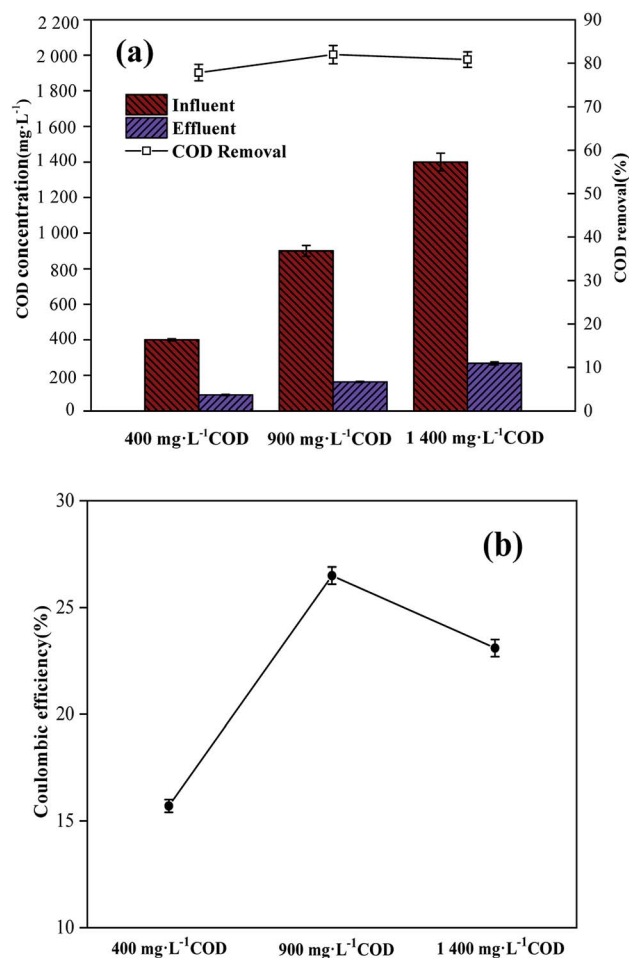 (a)
COD concentration(mg·L⁻¹)
2 200
2 000
1 800
1 600
1 400
1 200
1 000
800
600
400
200
0
Influent
Effluent
COD Removal
90
80
70
60
50
40
30
20
10
0
COD removal(%)
400 mg·L⁻¹COD
900 mg·L⁻¹COD
1 400 mg·L⁻¹COD
(b)
Coulombic efficiency(%)
30
25
20
15
10
400 mg·L⁻¹COD
900 mg·L⁻¹COD
1 400 mg·L⁻¹COD